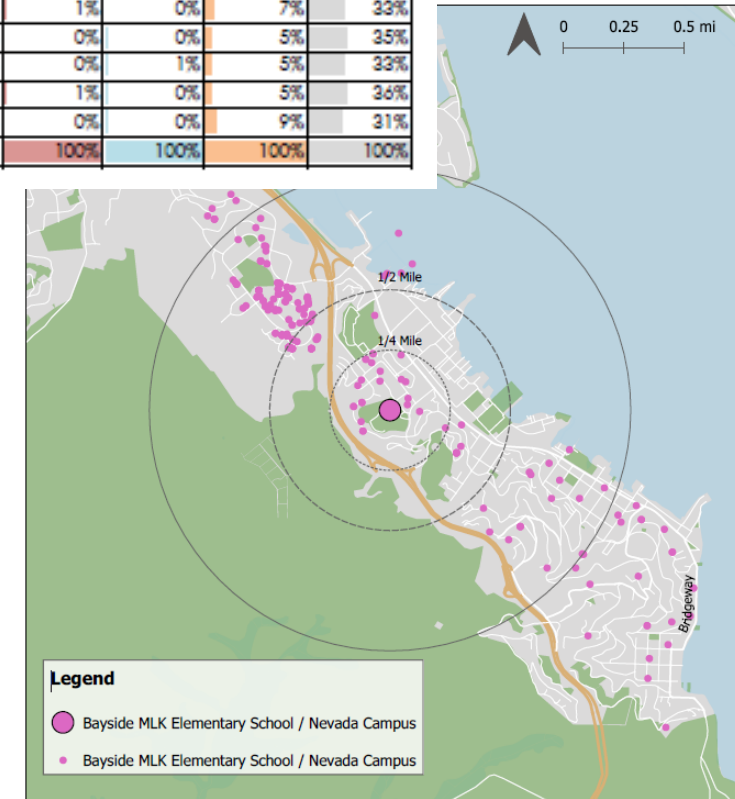 1% 0% 7% 33%
0% 0% 5% 35%
0% 1% 5% 33%
1% 0% 5% 36%
0% 0% 9% 31%
100% 100% 100% 100%
0 0.25 0.5 mi
1/2 Mile
1/4 Mile
Bridgeway
Legend
Bayside MLK Elementary School / Nevada Campus
Bayside MLK Elementary School / Nevada Campus